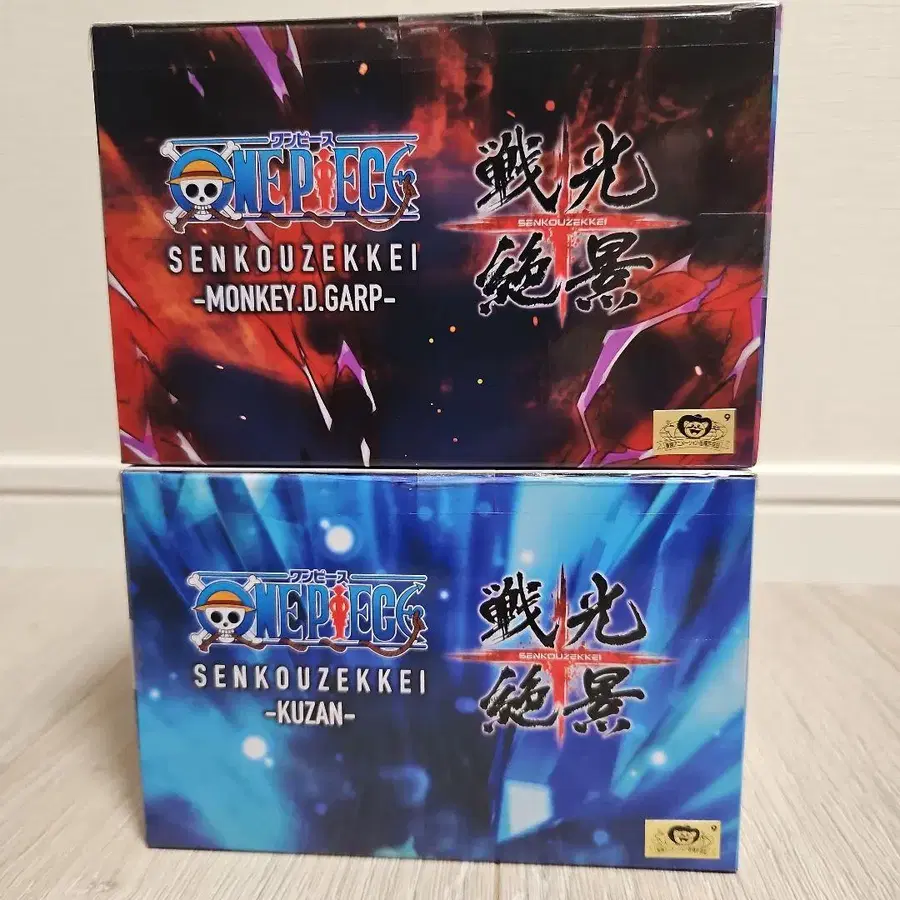 ワンピース
ONE PIECE
SENKOUZEKKEI
-MONKEY.D.GARP-
戦光
SENKOUZEKKEI
絶景
9
ワンピース
ONE PIECE
SENKOUZEKKEI
-KUZAN-
戦光
SENKOUZEKKEI
絶景